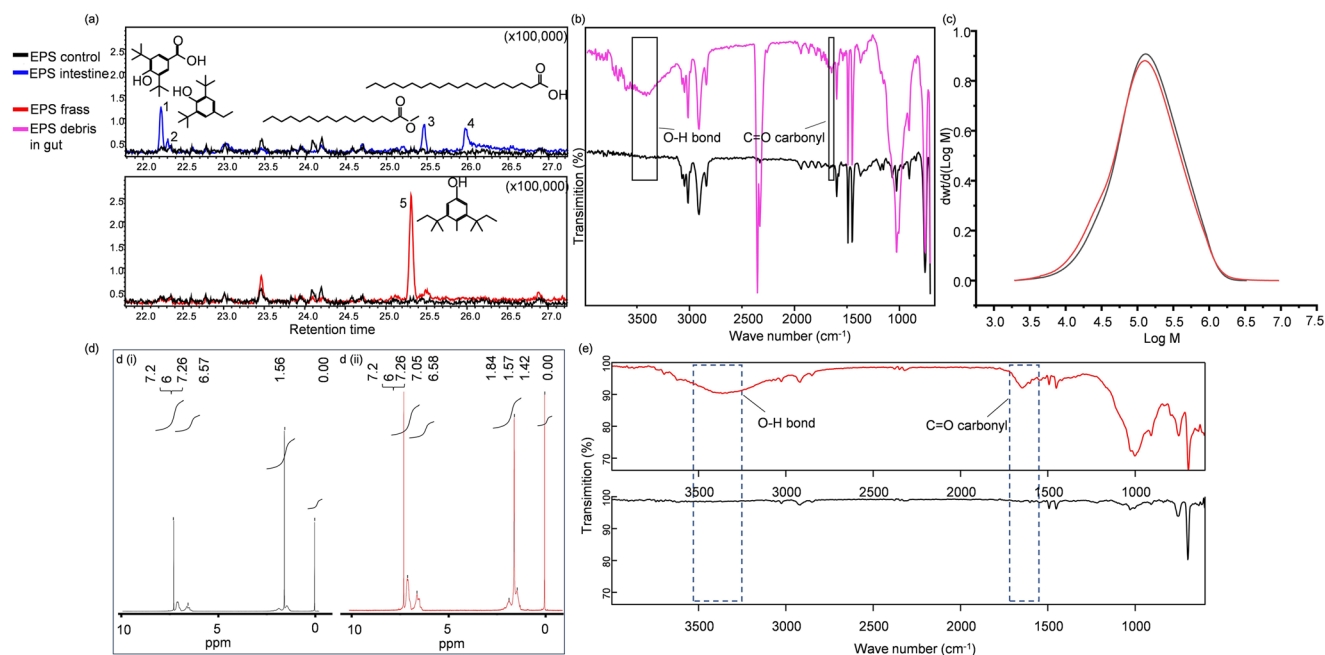 (a)
(b)
(c)
EPS control
EPS intestine
EPS frass
EPS debris
in gut
(x100,000)
2.5
2.0
1.5
1.0
0.5
O
OH
HO
HO
O
OH
O
O
1
2
3
4
22.0 22.5 23.0 23.5 24.0 24.5 25.0 25.5 26.0 26.5 27.0
(x100,000)
2.5
2.0
1.5
1.0
0.5
OH
5
22.0 22.5 23.0 23.5 24.0 24.5 25.0 25.5 26.0 26.5 27.0
Retention time
Transimition (%)
O-H bond
C=O carbonyl
3000 2500 2000 1500 1000
Wave number (cm-1)
dwt/d(Log M)
1.0
0.8
0.6
0.4
0.2
0.0
3.0 3.5 4.0 4.5 5.0 5.5 6.0 6.5 7.0 7.5
Log M
(d)
d (i)
7.26
7.26
6.57
1.56
0.00
10 5 0
ppm
d (ii)
7.26
7.26
7.05
6.58
1.84
1.57
1.42
0.00
10 5 0
ppm
(e)
Transimition (%)
100
90
80
70
O-H bond
C=O carbonyl
3500 3000 2500 2000 1500 1000
100
90
80
70
3500 3000 2500 2000 1500 1000
Wave number (cm-1)